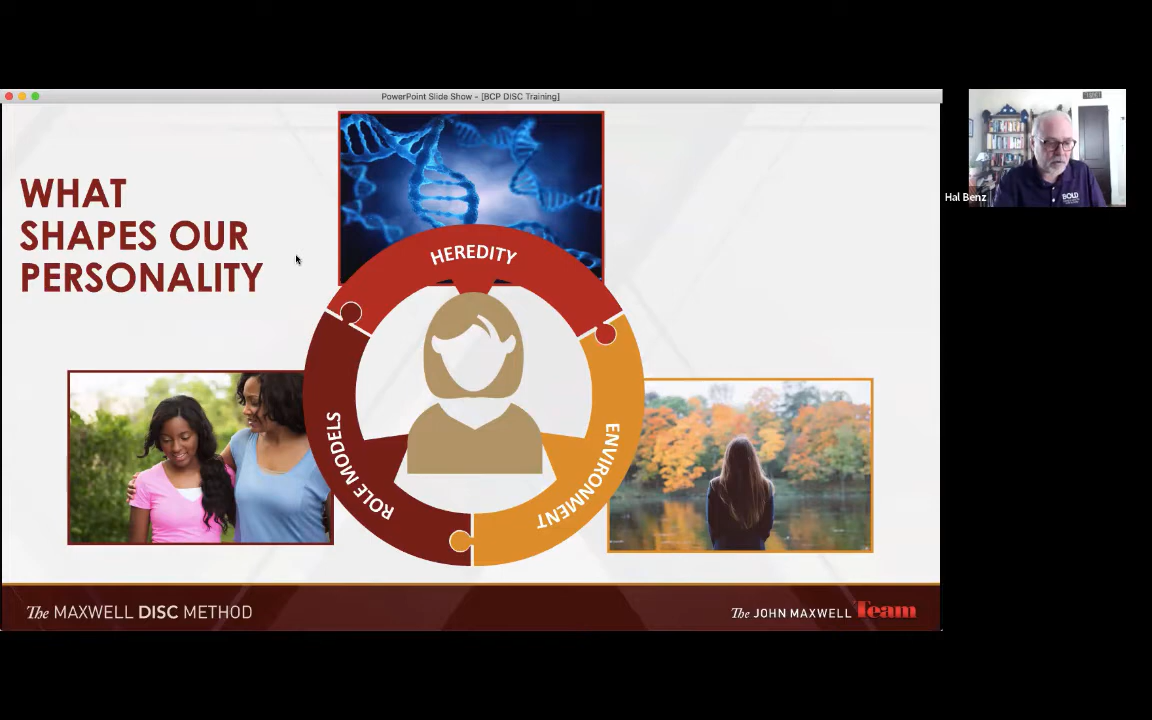 PowerPoint Slide Show - [BCP DISC Training]
WHAT
SHAPES OUR
PERSONALITY
HEREDITY
ROLE MODELS
ENVIRONMENT
The MAXWELL DISC METHOD
The JOHN MAXWELL Team
Hal Benz
BOLD